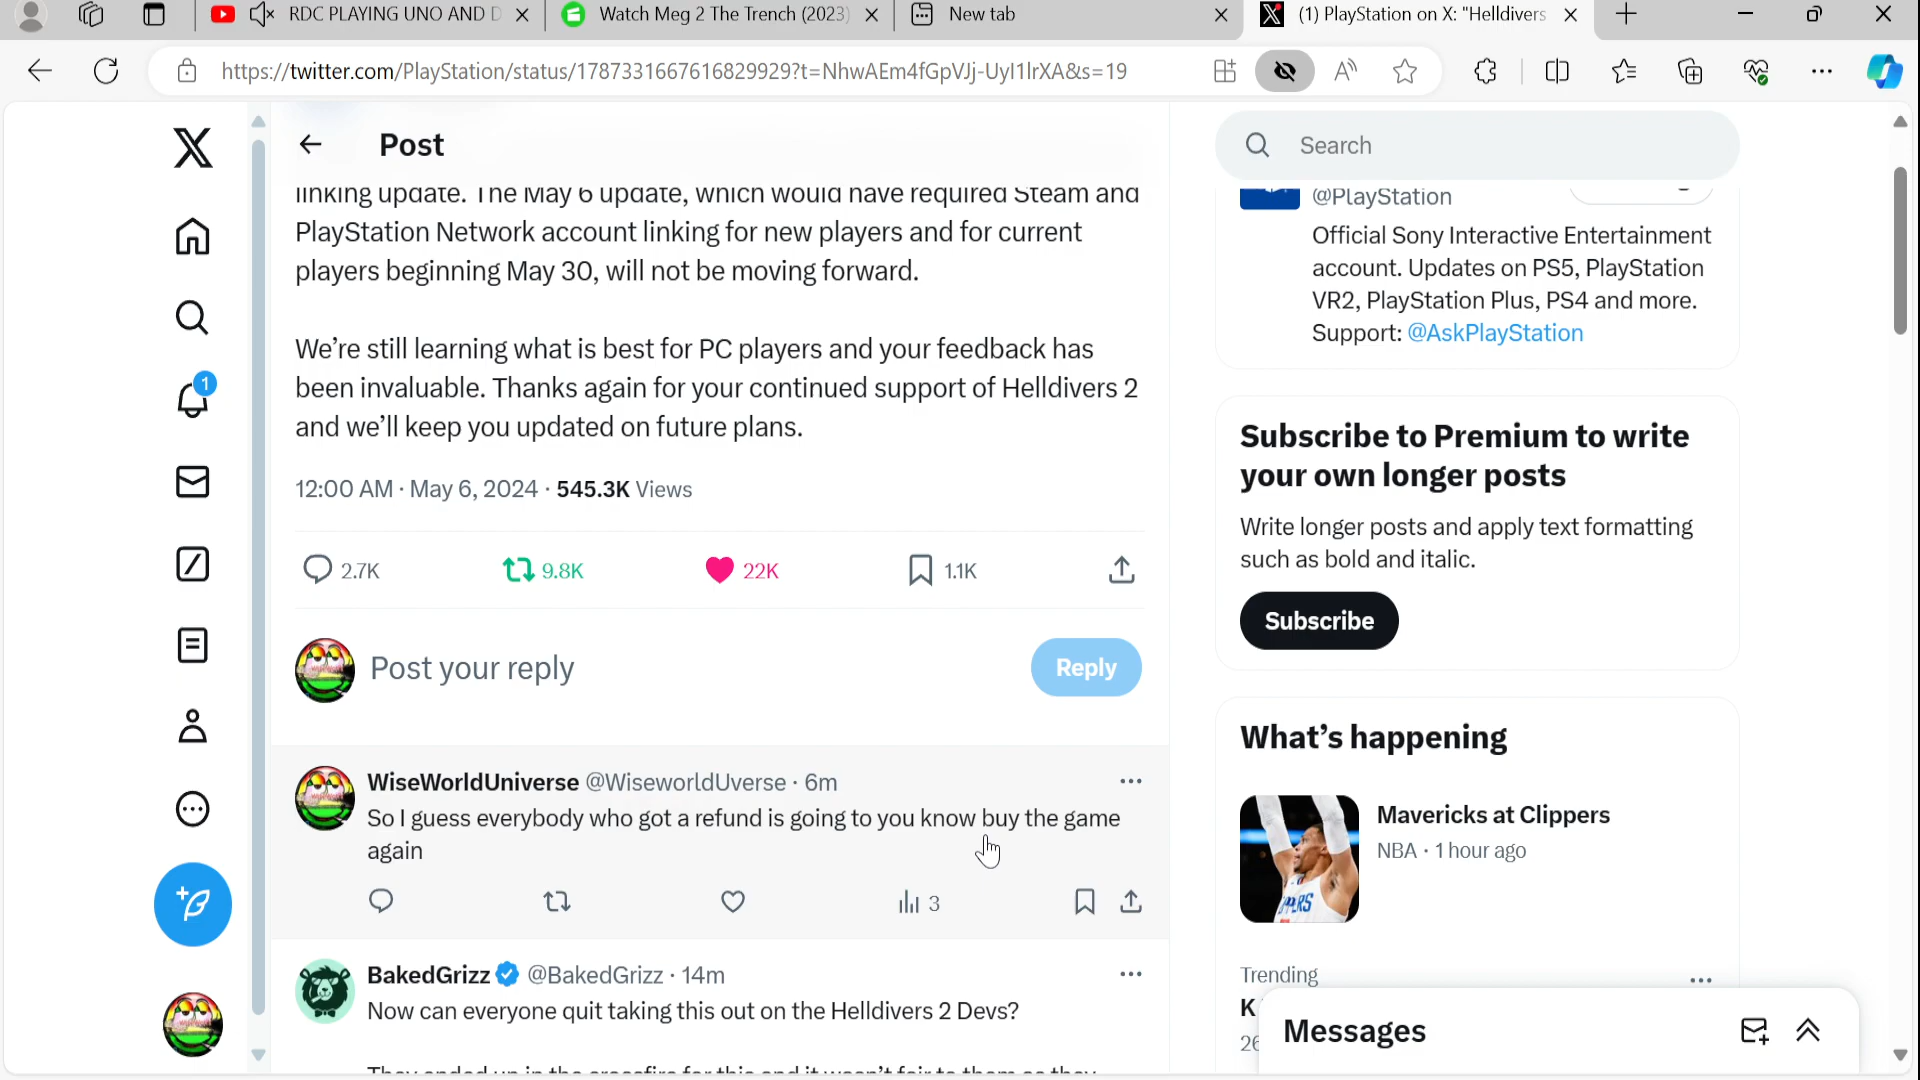 RDC PLAYING UNO AND D
Watch Meg 2 The Trench (2023)
New tab
(1) PlayStation on X: "Helldivers
https://twitter.com/PlayStation/status/1787331667616829929?t=NhwAEm4fGpVJj-UyI1lrXA&s=19
Post
linking update. The May 6 update, which would have required Steam and
PlayStation Network account linking for new players and for current
players beginning May 30, will not be moving forward.
We're still learning what is best for PC players and your feedback has
been invaluable. Thanks again for your continued support of Helldivers 2
and we'll keep you updated on future plans.
12:00 AM · May 6, 2024 · 545.3K Views
2.7K 9.8K 22K 1.1K
Post your reply
Reply
WiseWorldUniverse @WiseworldUverse · 6m
So I guess everybody who got a refund is going to you know buy the game
again
3
BakedGrizz @BakedGrizz · 14m
Now can everyone quit taking this out on the Helldivers 2 Devs?
They ended up in the crossfire for this and it wasn't fair to them as they
1
Search
@PlayStation
Official Sony Interactive Entertainment
account. Updates on PS5, PlayStation
VR2, PlayStation Plus, PS4 and more.
Support: @AskPlayStation
Subscribe to Premium to write
your own longer posts
Write longer posts and apply text formatting
such as bold and italic.
Subscribe
What's happening
Mavericks at Clippers
NBA · 1 hour ago
Trending
K
26
Messages